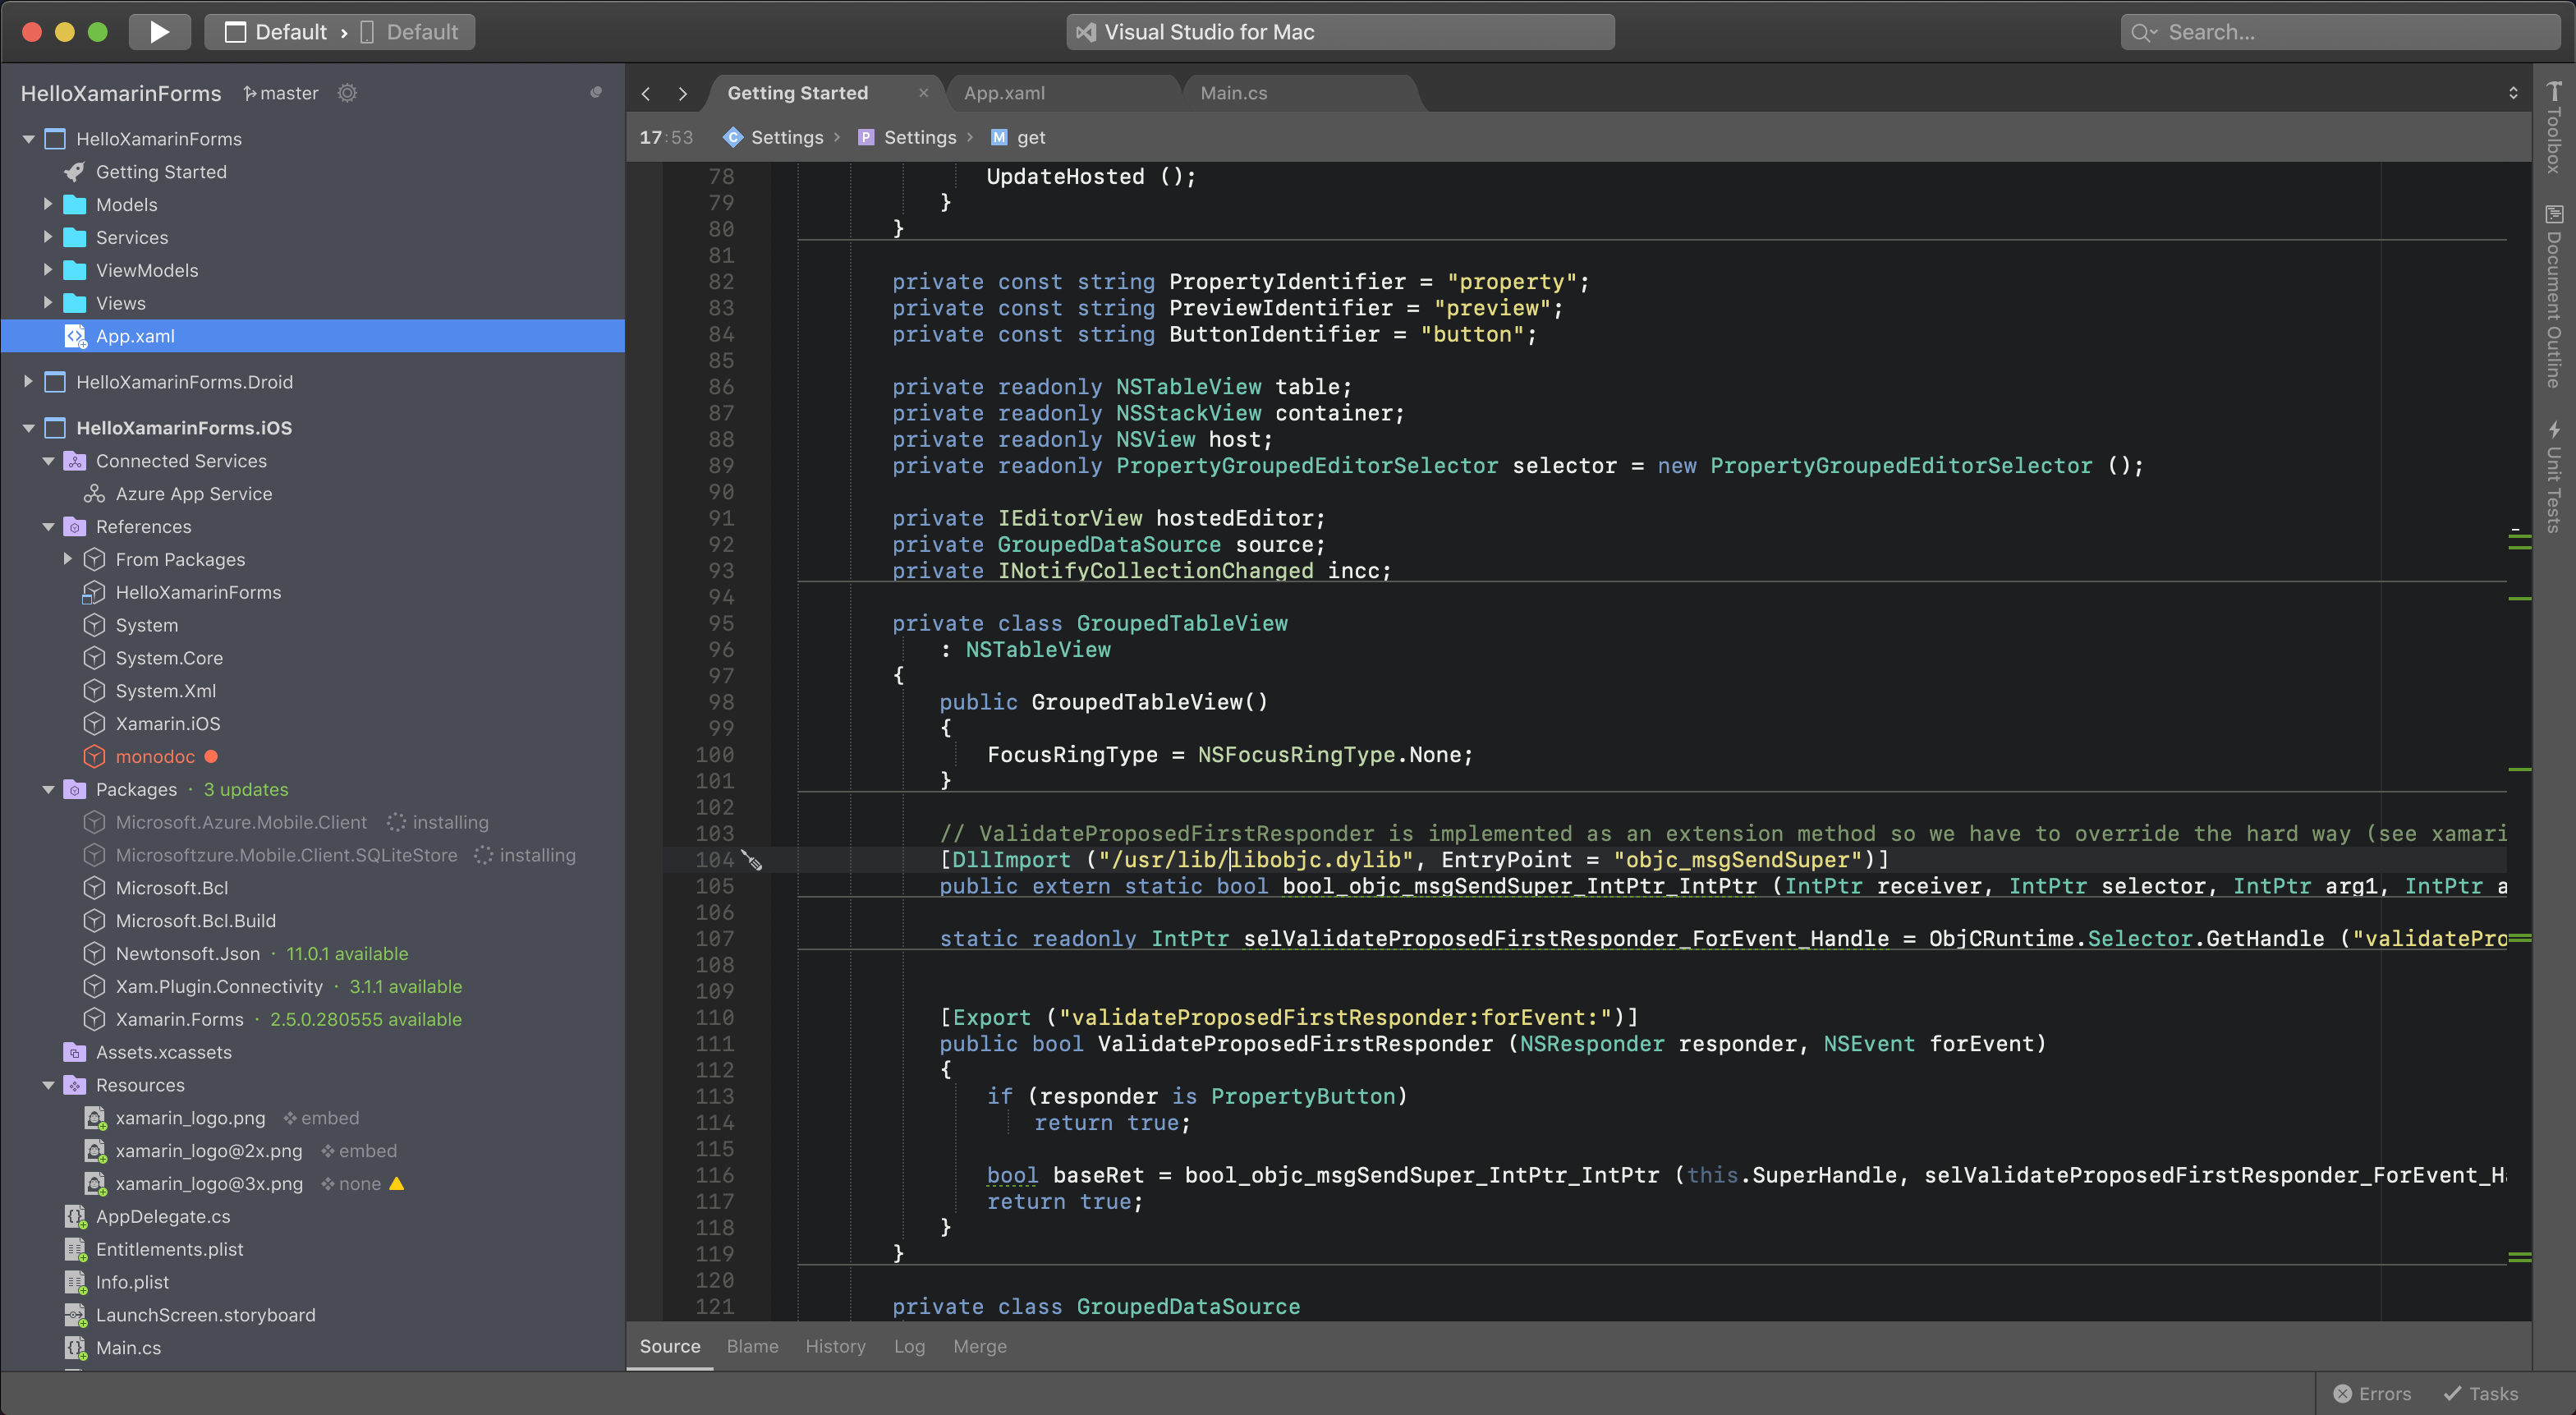 Default › Default
Visual Studio for Mac
Search...
HelloXamarinForms master
HelloXamarinForms
Getting Started
Models
Services
ViewModels
Views
App.xaml
HelloXamarinForms.Droid
HelloXamarinForms.iOS
Connected Services
Azure App Service
References
From Packages
HelloXamarinForms
System
System.Core
System.Xml
Xamarin.iOS
monodoc
Packages · 3 updates
Microsoft.Azure.Mobile.Client installing
Microsoftzure.Mobile.Client.SQLiteStore installing
Microsoft.Bcl
Microsoft.Bcl.Build
Newtonsoft.Json · 11.0.1 available
Xam.Plugin.Connectivity · 3.1.1 available
Xamarin.Forms · 2.5.0.280555 available
Assets.xcassets
Resources
xamarin_logo.png embed
xamarin_logo@2x.png embed
xamarin_logo@3x.png none
AppDelegate.cs
Entitlements.plist
Info.plist
LaunchScreen.storyboard
Main.cs
Getting Started × App.xaml Main.cs
17:53 C Settings › P Settings › M get
78 UpdateHosted ();
79 }
80 }
81
82 private const string PropertyIdentifier = "property";
83 private const string PreviewIdentifier = "preview";
84 private const string ButtonIdentifier = "button";
85
86 private readonly NSTableView table;
87 private readonly NSStackView container;
88 private readonly NSView host;
89 private readonly PropertyGroupedEditorSelector selector = new PropertyGroupedEditorSelector ();
90
91 private IEditorView hostedEditor;
92 private GroupedDataSource source;
93 private INotifyCollectionChanged incc;
94
95 private class GroupedTableView
96 : NSTableView
97 {
98 public GroupedTableView()
99 {
100 FocusRingType = NSFocusRingType.None;
101 }
102
103 // ValidateProposedFirstResponder is implemented as an extension method so we have to override the hard way (see xamari
104 [DllImport ("/usr/lib/libobjc.dylib", EntryPoint = "objc_msgSendSuper")]
105 public extern static bool bool_objc_msgSendSuper_IntPtr_IntPtr (IntPtr receiver, IntPtr selector, IntPtr arg1, IntPtr a
106
107 static readonly IntPtr selValidateProposedFirstResponder_ForEvent_Handle = ObjCRuntime.Selector.GetHandle ("validatePro
108
109
110 [Export ("validateProposedFirstResponder:forEvent:")]
111 public bool ValidateProposedFirstResponder (NSResponder responder, NSEvent forEvent)
112 {
113 if (responder is PropertyButton)
114 return true;
115
116 bool baseRet = bool_objc_msgSendSuper_IntPtr_IntPtr (this.SuperHandle, selValidateProposedFirstResponder_ForEvent_H
117 return true;
118 }
119 }
120
121 private class GroupedDataSource
Source Blame History Log Merge
Toolbox
Document Outline
Unit Tests
Errors Tasks